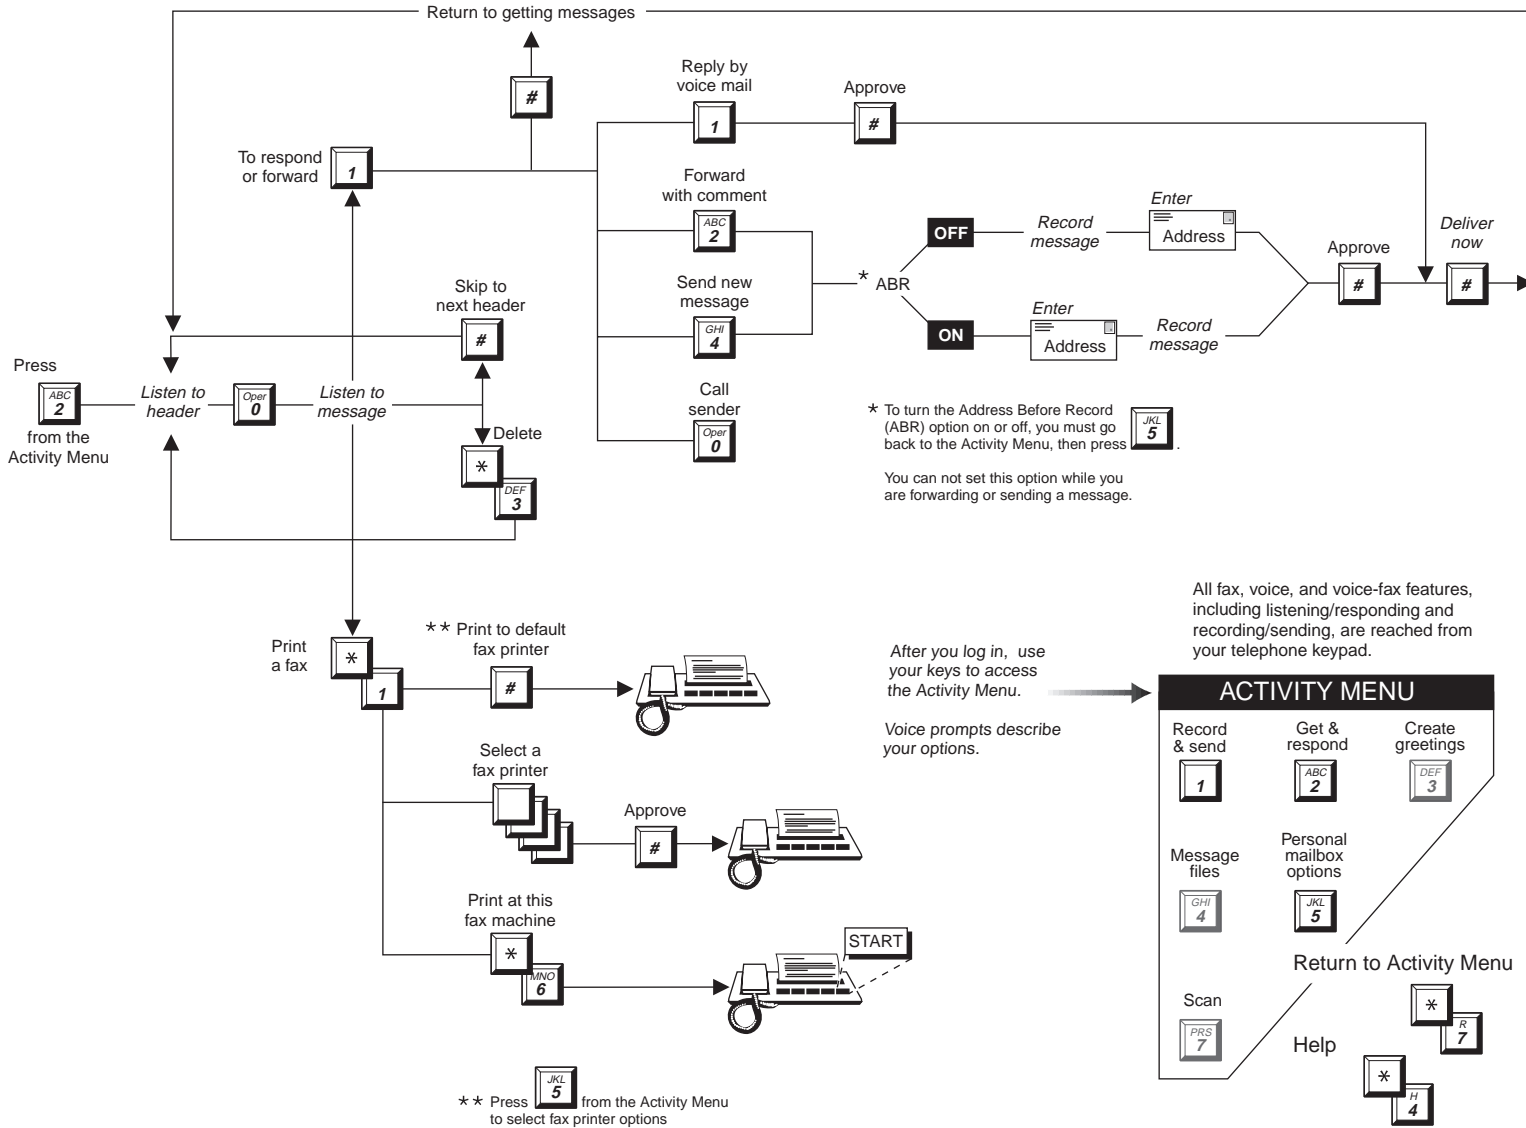 Return to getting messages
#
Reply by
voice mail
1
Approve
#
To respond
or forward
1
Forward
with comment
ABC
2
Send new
message
GHI
4
Call
sender
Oper
0
* ABR
OFF
Record
message
Enter
Address
ON
Enter
Address
Record
message
Approve
#
Deliver
now
#
Skip to
next header
#
Press
ABC
2
from the
Activity Menu
Listen to
header
Oper
0
Listen to
message
Delete
*
DEF
3
* To turn the Address Before Record
(ABR) option on or off, you must go
back to the Activity Menu, then press
JKL
5
.
You can not set this option while you
are forwarding or sending a message.
Print
a fax
*
1
** Print to default
fax printer
#
Select a
fax printer
Approve
#
Print at this
fax machine
*
MNO
6
START
** Press
JKL
5
from the Activity Menu
to select fax printer options
After you log in, use
your keys to access
the Activity Menu.
Voice prompts describe
your options.
All fax, voice, and voice-fax features,
including listening/responding and
recording/sending, are reached from
your telephone keypad.
ACTIVITY MENU
Record
& send
1
Get &
respond
ABC
2
Create
greetings
DEF
3
Message
files
GHI
4
Personal
mailbox
options
JKL
5
Scan
PRS
7
Return to Activity Menu
*
R
7
Help
*
H
4